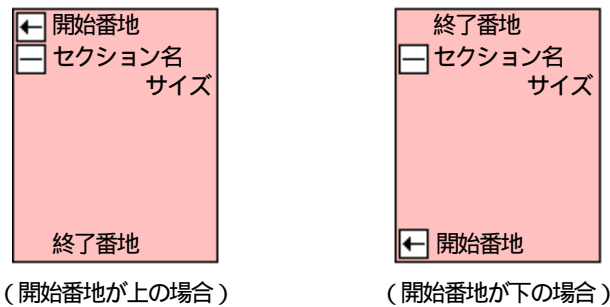 開始番地
セクション名
サイズ
終了番地
(開始番地が上の場合)
終了番地
セクション名
サイズ
開始番地
(開始番地が下の場合)